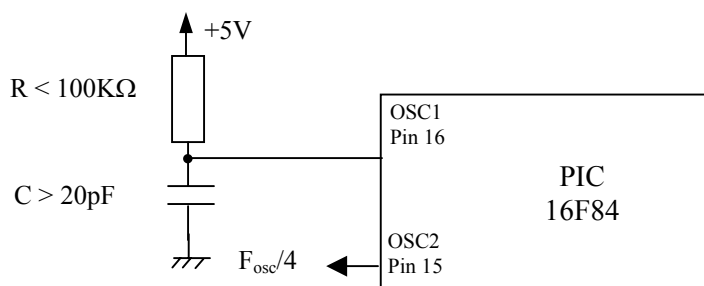 +5V
R < 100KΩ
OSC1
Pin 16
PIC
16F84
C > 20pF
OSC2
Pin 15
Fosc/4